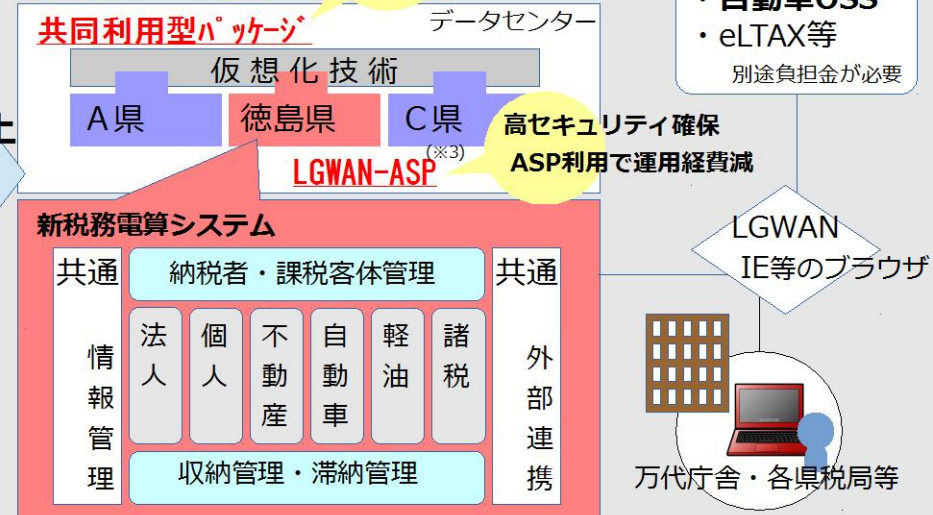 共同利用型ﾊﾟｯｹｰｼﾞ
データセンター
仮想化技術
A県
徳島県
C県
(※3)
LGWAN-ASP
高セキュリティ確保
ASP利用で運用経費減
・自動車OSS
・eLTAX等
別途負担金が必要
新税務電算システム
共通
情報管理
納税者・課税客体管理
法人
個人
不動産
自動車
軽油
諸税
収納管理・滞納管理
共通
外部連携
LGWAN
IE等のブラウザ
万代庁舎・各県税局等